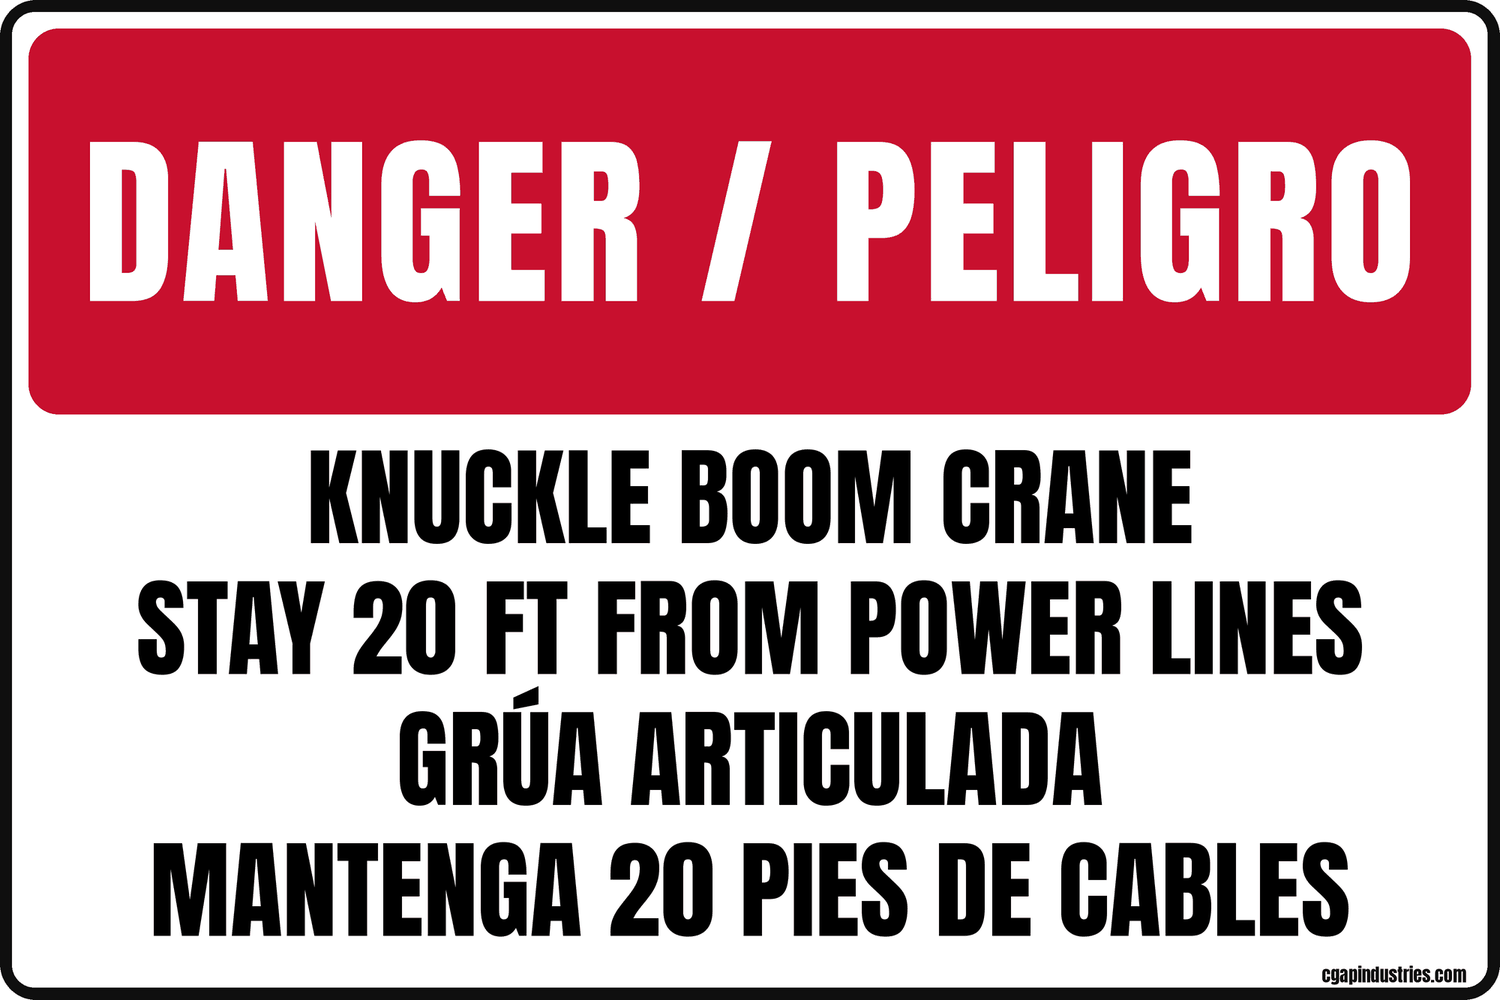 DANGER / PELIGRO
KNUCKLE BOOM CRANE
STAY 20 FT FROM POWER LINES
GRÚA ARTICULADA
MANTENGA 20 PIES DE CABLES
cgapindustries.com